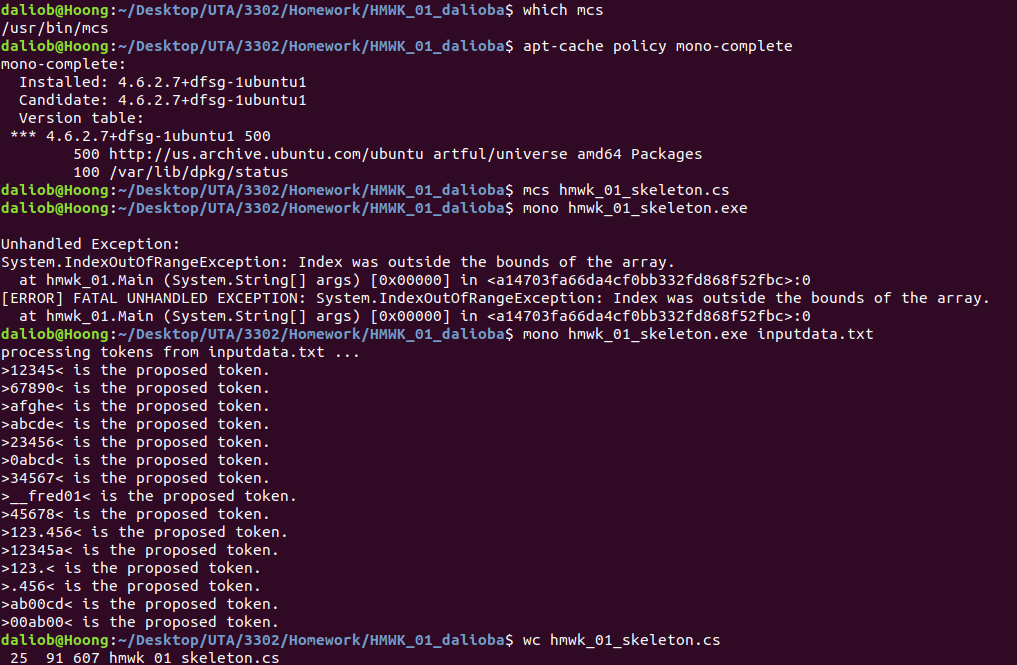 daliob@Hoong:~/Desktop/UTA/3302/Homework/HMWK_01_dalioba$ which mcs
/usr/bin/mcs
daliob@Hoong:~/Desktop/UTA/3302/Homework/HMWK_01_dalioba$ apt-cache policy mono-complete
mono-complete:
  Installed: 4.6.2.7+dfsg-1ubuntu1
  Candidate: 4.6.2.7+dfsg-1ubuntu1
  Version table:
 *** 4.6.2.7+dfsg-1ubuntu1 500
        500 http://us.archive.ubuntu.com/ubuntu artful/universe amd64 Packages
        100 /var/lib/dpkg/status
daliob@Hoong:~/Desktop/UTA/3302/Homework/HMWK_01_dalioba$ mcs hmwk_01_skeleton.cs
daliob@Hoong:~/Desktop/UTA/3302/Homework/HMWK_01_dalioba$ mono hmwk_01_skeleton.exe

Unhandled Exception:
System.IndexOutOfRangeException: Index was outside the bounds of the array.
  at hmwk_01.Main (System.String[] args) [0x00000] in <a14703fa66da4cf0bb332fd868f52fbc>:0
[ERROR] FATAL UNHANDLED EXCEPTION: System.IndexOutOfRangeException: Index was outside the bounds of the array.
  at hmwk_01.Main (System.String[] args) [0x00000] in <a14703fa66da4cf0bb332fd868f52fbc>:0
daliob@Hoong:~/Desktop/UTA/3302/Homework/HMWK_01_dalioba$ mono hmwk_01_skeleton.exe inputdata.txt
processing tokens from inputdata.txt ...
>12345< is the proposed token.
>67890< is the proposed token.
>afghe< is the proposed token.
>abcde< is the proposed token.
>23456< is the proposed token.
>0abcd< is the proposed token.
>34567< is the proposed token.
>__fred01< is the proposed token.
>45678< is the proposed token.
>123.456< is the proposed token.
>12345a< is the proposed token.
>123.< is the proposed token.
>.456< is the proposed token.
>ab00cd< is the proposed token.
>00ab00< is the proposed token.
daliob@Hoong:~/Desktop/UTA/3302/Homework/HMWK_01_dalioba$ wc hmwk_01_skeleton.cs
 25  91 607 hmwk_01_skeleton.cs